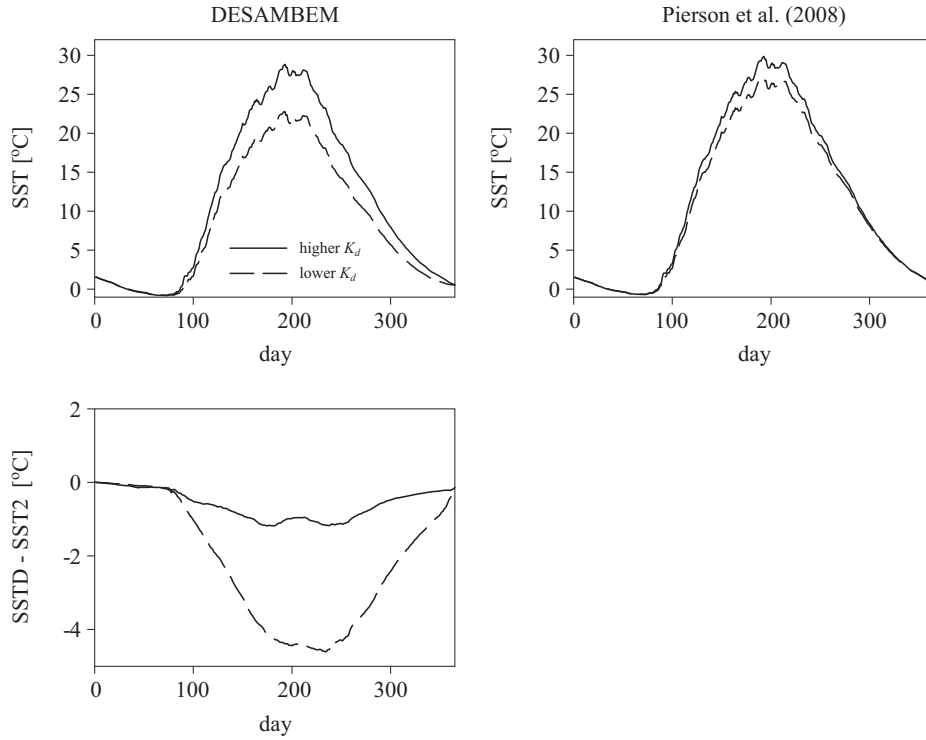 DESAMBEM
SST [ºC]
30
25
20
15
10
5
0
higher K_d
lower K_d
0 100 200 300
day
Pierson et al. (2008)
SST [ºC]
30
25
20
15
10
5
0
0 100 200 300
day
SSTD - SST2 [ºC]
2
0
-2
-4
0 100 200 300
day